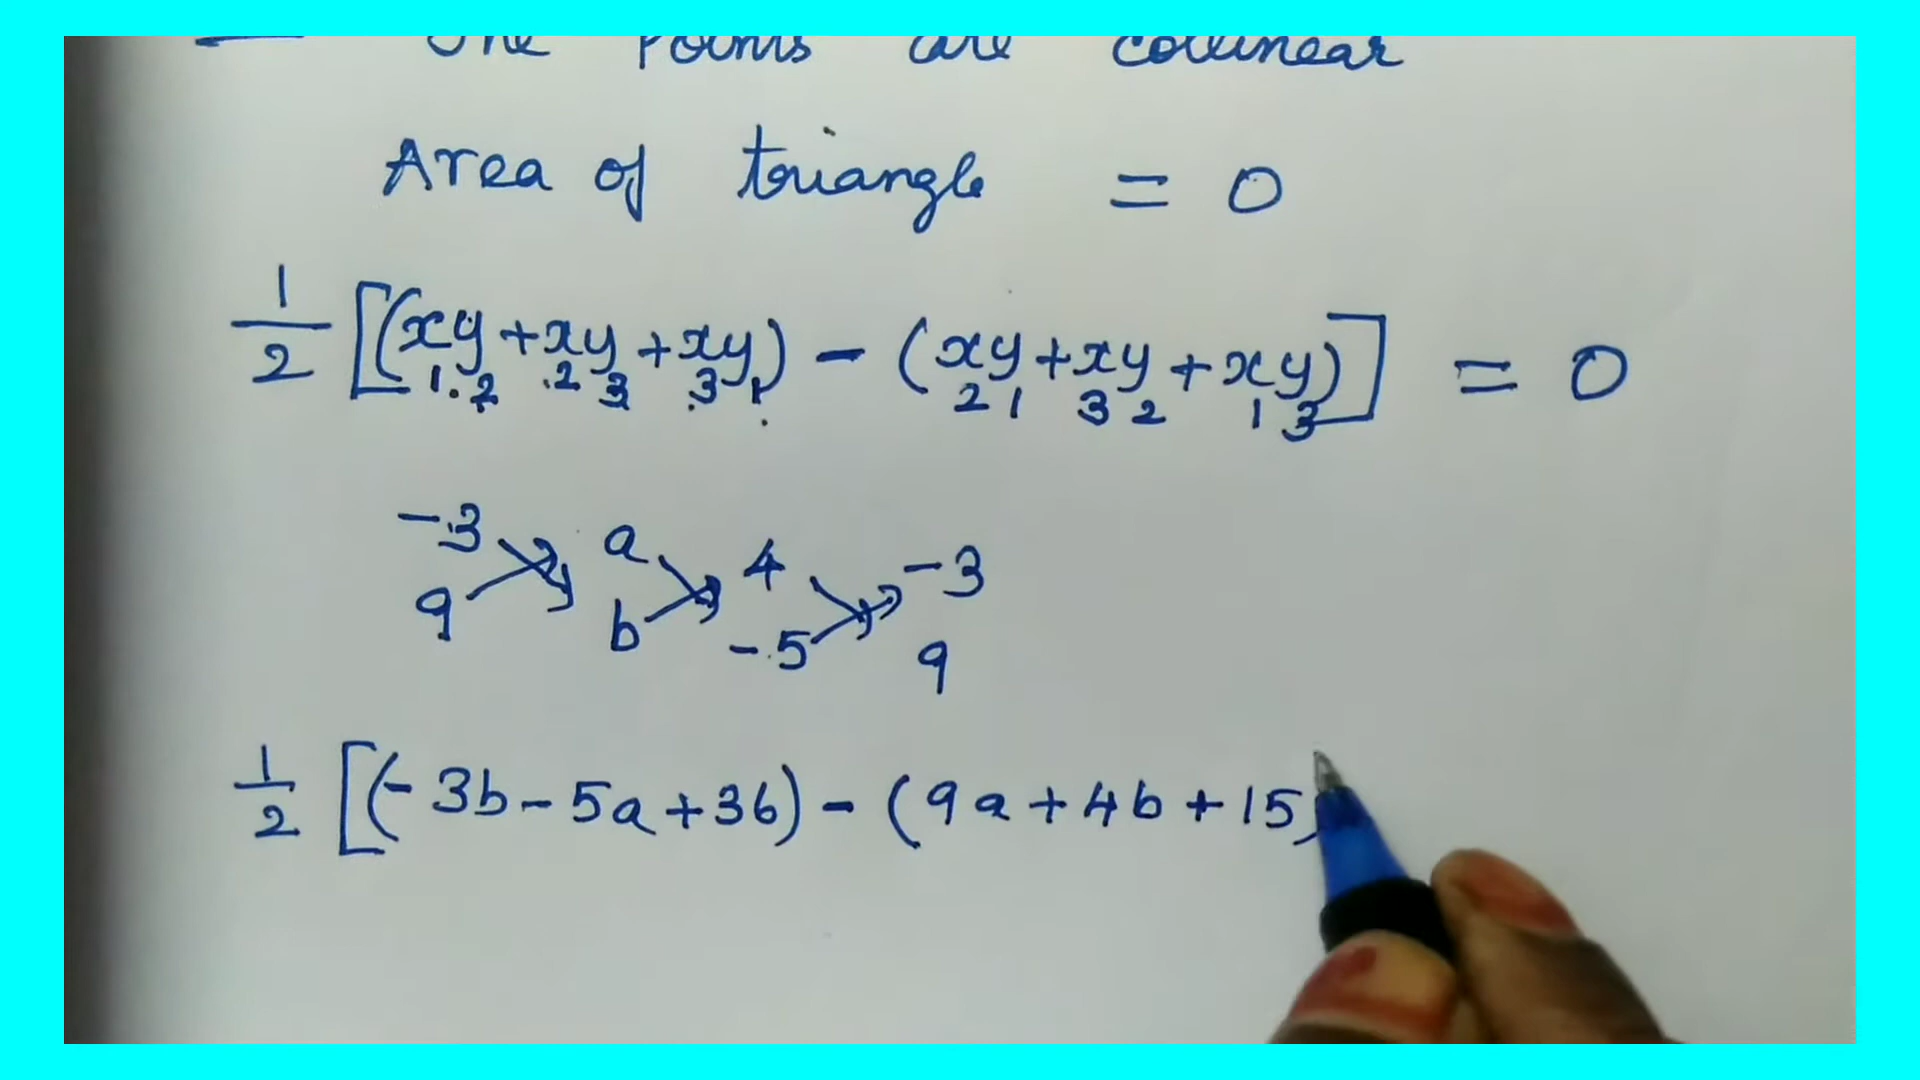 The points are collinear
Area of triangle = 0
1/2 [(x₁y₂+x₂y₃+x₃y₁) - (x₂y₁+x₃y₂+x₁y₃)] = 0
-3 a 4 -3
9 b -5 9
1/2 [(-3b-5a+36) - (9a+4b+15)